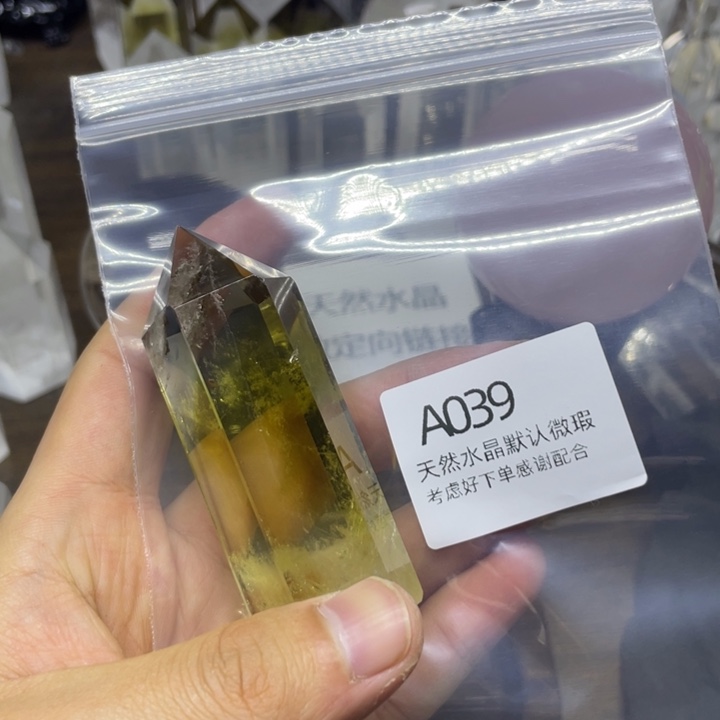 天然水晶
定向链接
A039
天然水晶默认微瑕
考虑好下单感谢配合